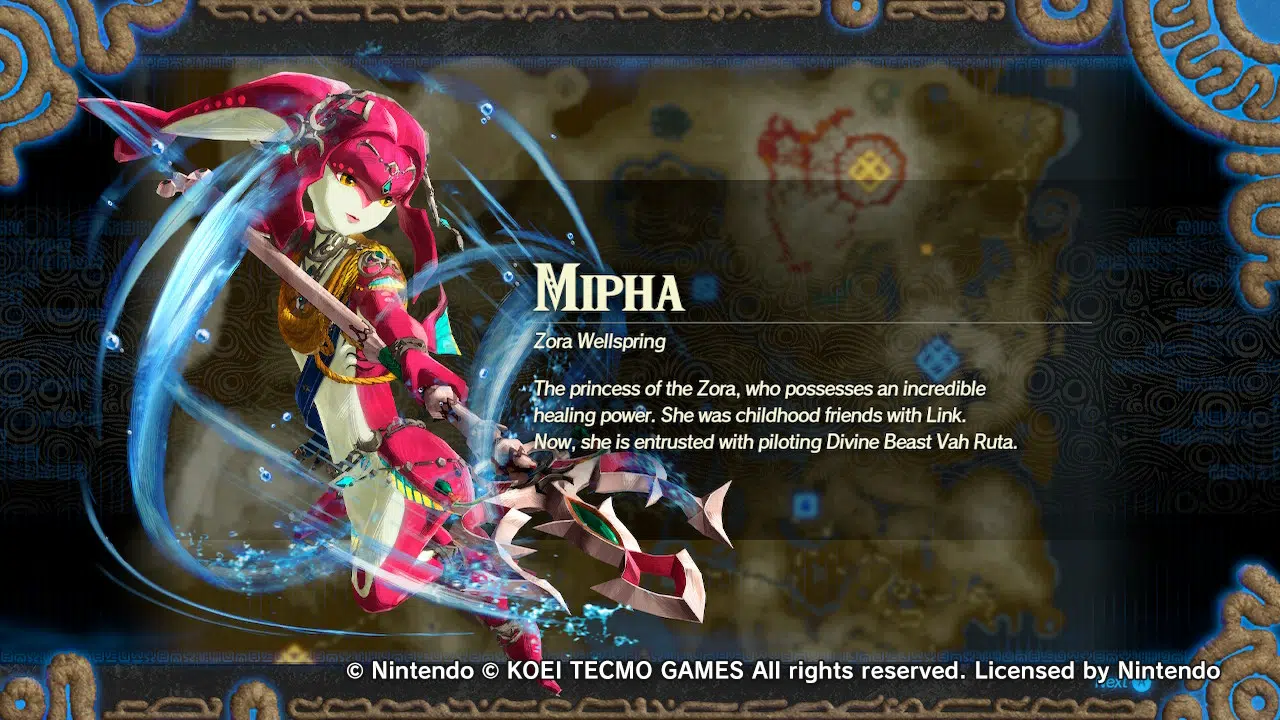 MIPHA
Zora Wellspring
The princess of the Zora, who possesses an incredible
healing power. She was childhood friends with Link.
Now, she is entrusted with piloting Divine Beast Vah Ruta.
© Nintendo © KOEI TECMO GAMES All rights reserved. Licensed by Nintendo
Next A